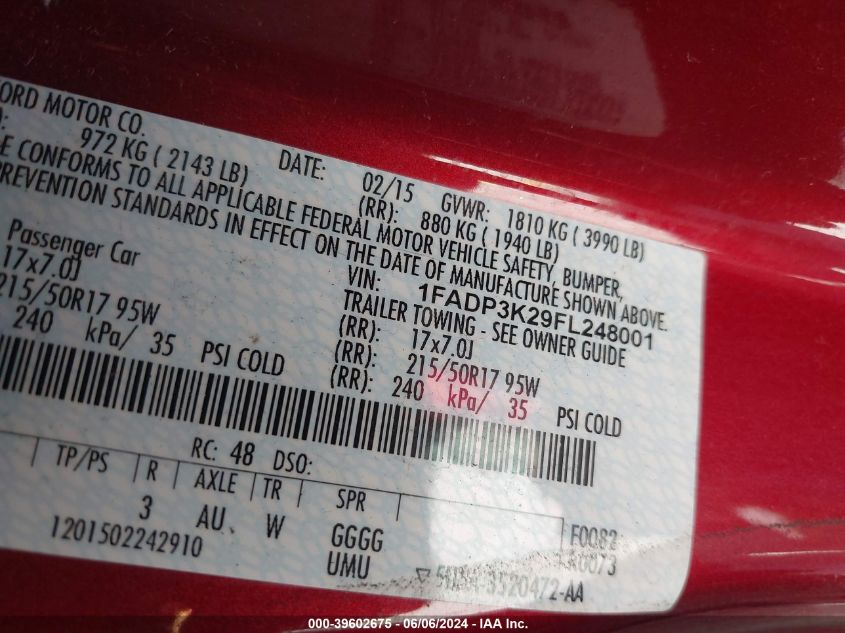 FORD MOTOR CO.
DATE: 02/15 GVWR: 1810 KG ( 3990 LB)
972 KG ( 2143 LB) (RR): 880 KG ( 1940 LB)
CONFORMS TO ALL APPLICABLE FEDERAL MOTOR VEHICLE SAFETY, BUMPER,
PREVENTION STANDARDS IN EFFECT ON THE DATE OF MANUFACTURE SHOWN ABOVE.
VIN: 1FADP3K29FL248001
Passenger Car TRAILER TOWING - SEE OWNER GUIDE
17x7.0J (RR): 17x7.0J
215/50R17 95W (RR): 215/50R17 95W
240 kPa/ 35 PSI COLD (RR): 240 kPa/ 35 PSI COLD
RC: 48 DSO:
TP/PS R AXLE TR SPR
3 AU W GGGG F0082
1201502242910 UMU 3520472-AA
000-39602675 - 06/06/2024 - IAA Inc.